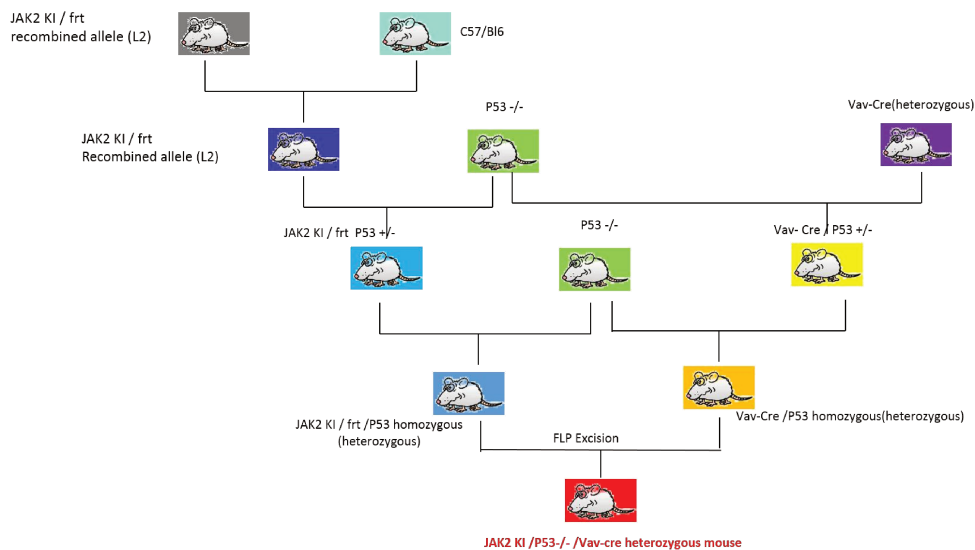 JAK2 KI / frt
recombined allele (L2)
C57/Bl6
P53 -/-
Vav-Cre(heterozygous)
JAK2 KI / frt
Recombined allele (L2)
JAK2 KI / frt P53 +/-
P53 -/-
Vav- Cre / P53 +/-
JAK2 KI / frt /P53 homozygous
(heterozygous)
Vav-Cre /P53 homozygous(heterozygous)
FLP Excision
JAK2 KI /P53-/- /Vav-cre heterozygous mouse